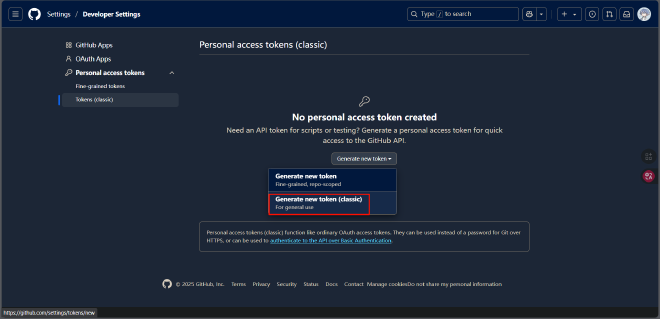 Settings / Developer Settings
Type / to search
GitHub Apps
OAuth Apps
Personal access tokens
Fine-grained tokens
Tokens (classic)
Personal access tokens (classic)
No personal access token created
Need an API token for scripts or testing? Generate a personal access token for quick
access to the GitHub API.
Generate new token
Generate new token
Fine-grained, repo-scoped
Generate new token (classic)
For general use
Personal access tokens (classic) function like ordinary OAuth access tokens. They can be used instead of a password for Git over
HTTPS, or can be used to authenticate to the API over Basic Authentication.
© 2025 GitHub, Inc. Terms Privacy Security Status Docs Contact Manage cookies Do not share my personal information
https://github.com/settings/tokens/new